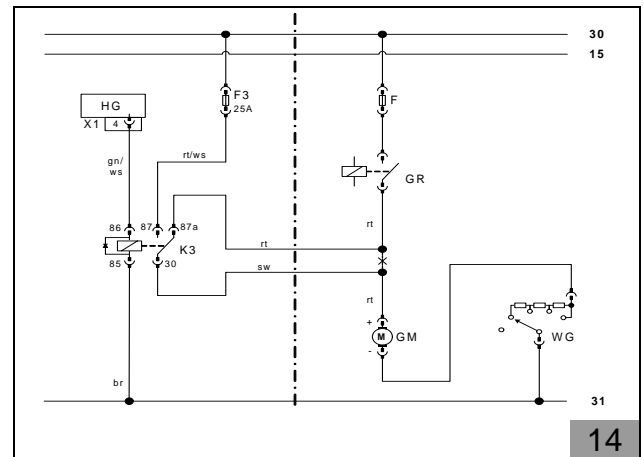 30
15
HG
X1 4
F3
25A
F
gn/
ws
rt/ws
GR
86 87 87a
rt
K3
rt
85 30
sw
rt
+
M GM
-
WG
br
31
14